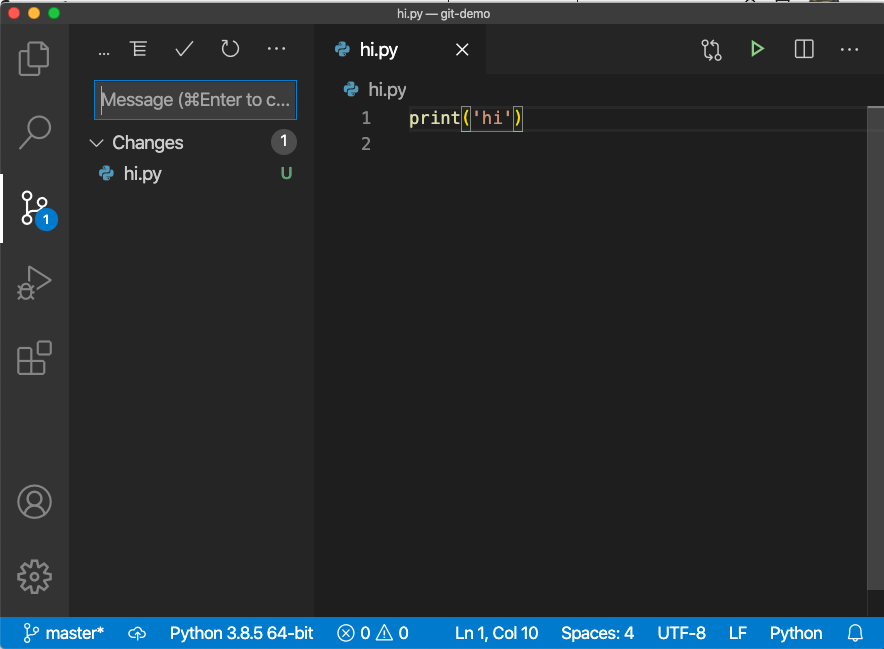 hi.py — git-demo
...
hi.py
Message (⌘Enter to c...
Changes 1
hi.py U
1
hi.py
1 print('hi')
2
master* Python 3.8.5 64-bit 0 0 Ln 1, Col 10 Spaces: 4 UTF-8 LF Python